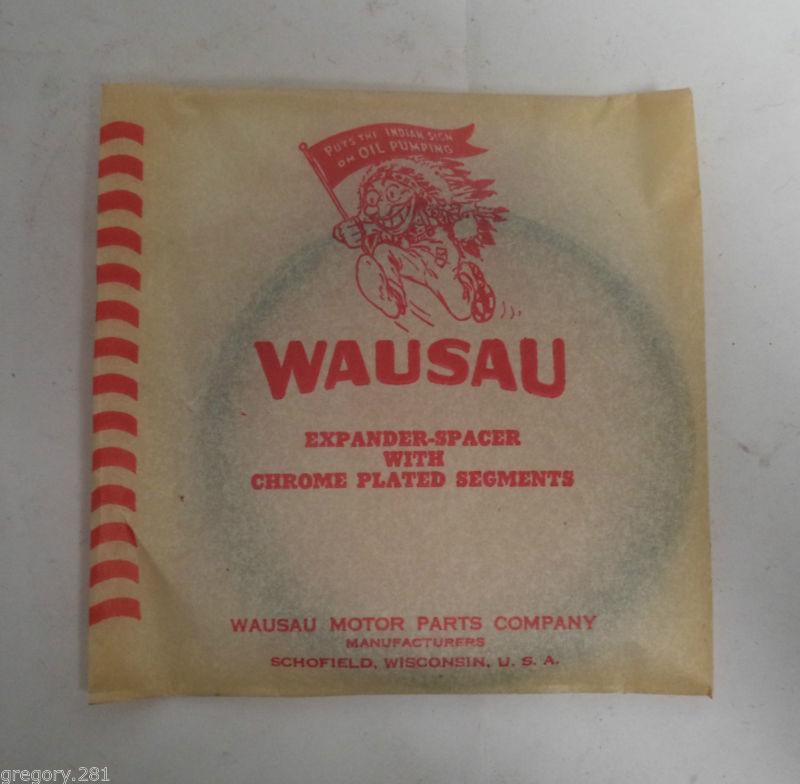 PUTS THE INDIAN SIGN
ON OIL PUMPING
WAUSAU
EXPANDER-SPACER
WITH
CHROME PLATED SEGMENTS
WAUSAU MOTOR PARTS COMPANY
MANUFACTURERS
SCHOFIELD, WISCONSIN, U. S. A.
gregory.281